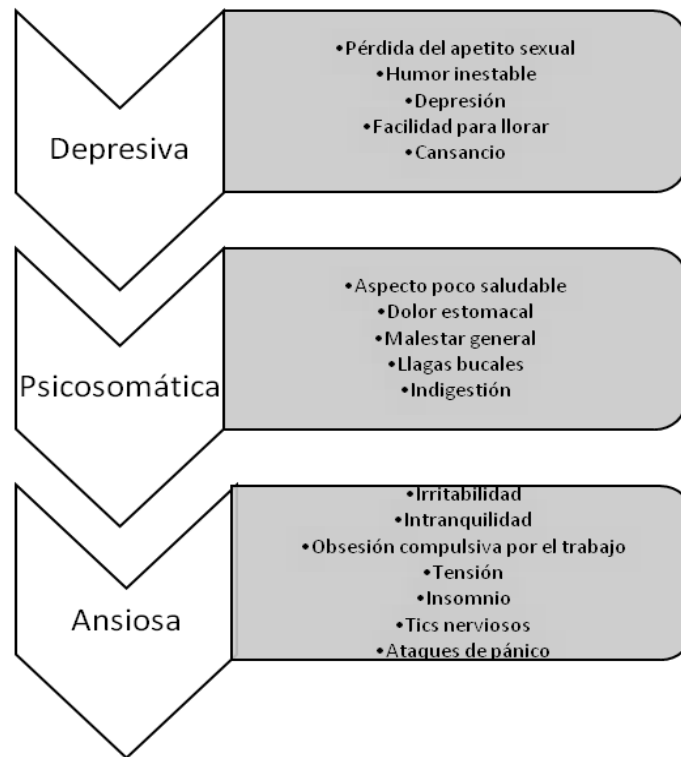 Depresiva
•Pérdida del apetito sexual
•Humor inestable
•Depresión
•Facilidad para llorar
•Cansancio
Psicosomática
•Aspecto poco saludable
•Dolor estomacal
•Malestar general
•Llagas bucales
•Indigestión
Ansiosa
•Irritabilidad
•Intranquilidad
•Obsesión compulsiva por el trabajo
•Tensión
•Insomnio
•Tics nerviosos
•Ataques de pánico